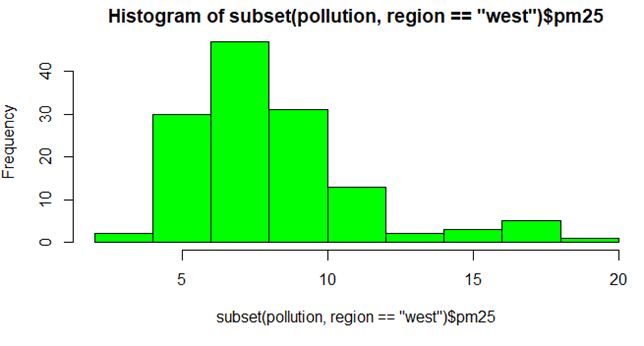 Histogram of subset(pollution, region == "west")$pm25
Frequency
40
30
20
10
0
5 10 15 20
subset(pollution, region == "west")$pm25